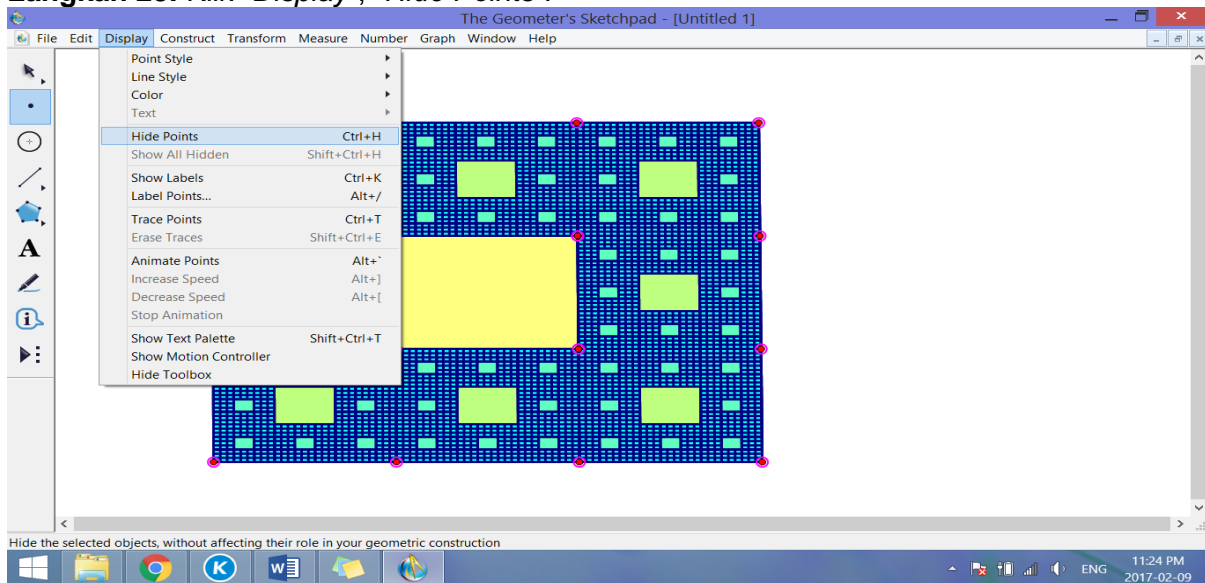 The Geometer's Sketchpad - [Untitled 1]
File Edit Display Construct Transform Measure Number Graph Window Help
Point Style
Line Style
Color
Text
Hide Points Ctrl+H
Show All Hidden Shift+Ctrl+H
Show Labels Ctrl+K
Label Points... Alt+/
Trace Points Ctrl+T
Erase Traces Shift+Ctrl+E
Animate Points Alt+`
Increase Speed Alt+]
Decrease Speed Alt+[
Stop Animation
Show Text Palette Shift+Ctrl+T
Show Motion Controller
Hide Toolbox
A
Hide the selected objects, without affecting their role in your geometric construction
K
W
ENG
11:24 PM
2017-02-09